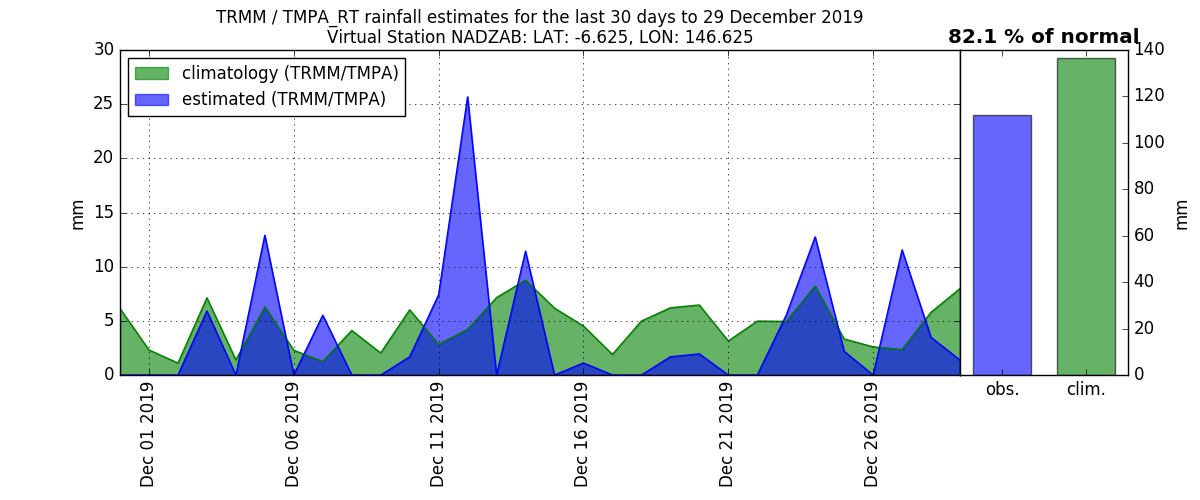 TRMM / TMPA_RT rainfall estimates for the last 30 days to 29 December 2019
Virtual Station NADZAB: LAT: -6.625, LON: 146.625
82.1 % of normal
climatology (TRMM/TMPA)
estimated (TRMM/TMPA)
30
25
20
15
10
5
0
mm
Dec 01 2019
Dec 06 2019
Dec 11 2019
Dec 16 2019
Dec 21 2019
Dec 26 2019
obs.
clim.
140
120
100
80
60
40
20
0
mm